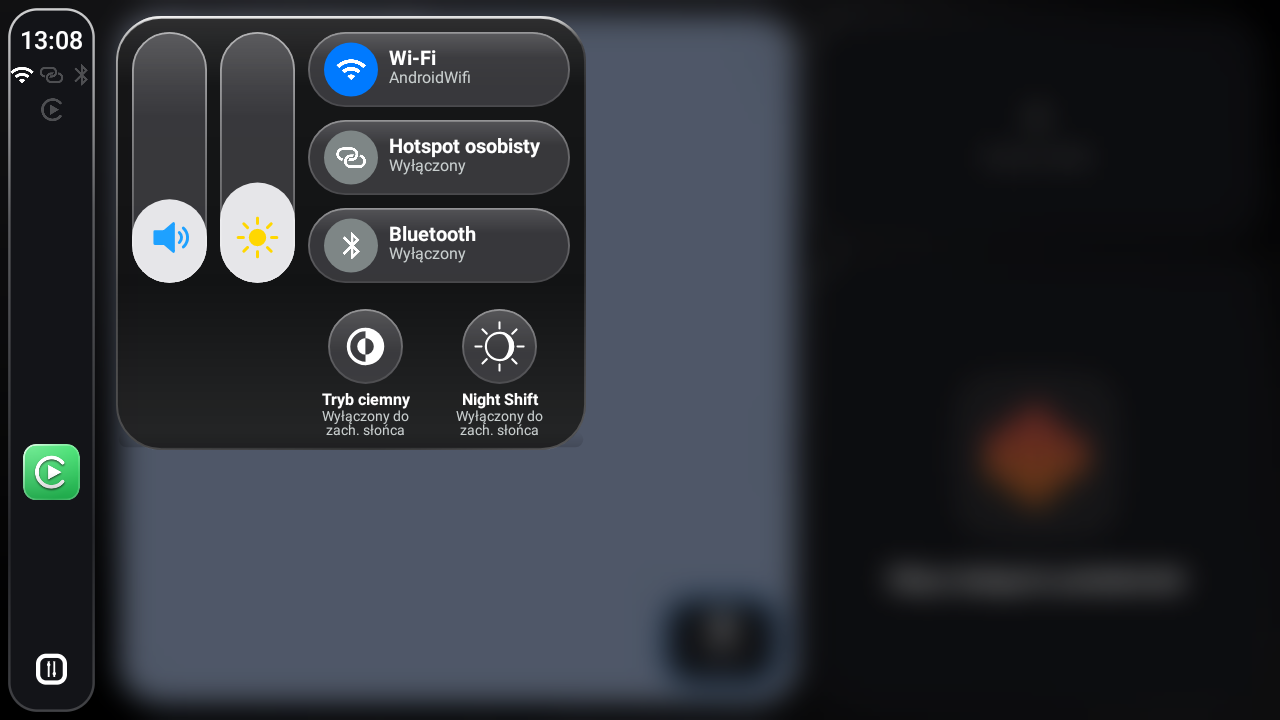 13:08
Wi-Fi
AndroidWifi
Hotspot osobisty
Wyłączony
Bluetooth
Wyłączony
Tryb ciemny
Wyłączony do
zach. słońca
Night Shift
Wyłączony do
zach. słońca